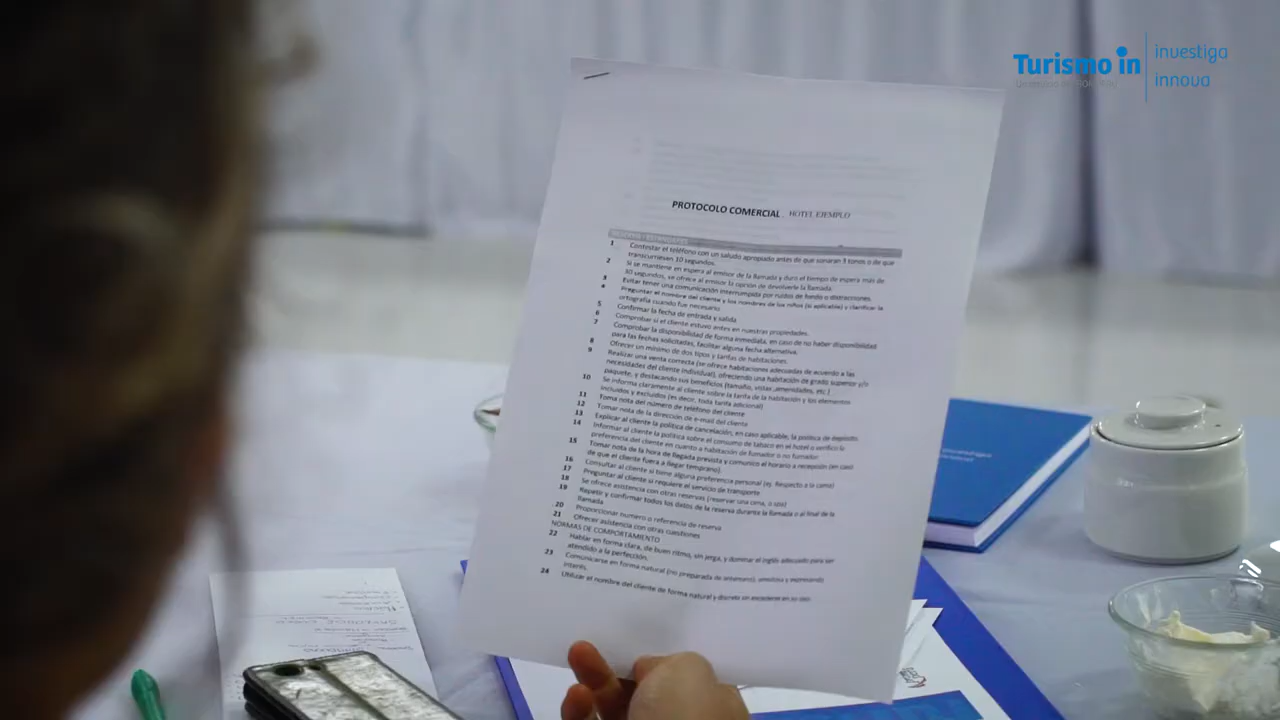 Turismo in
investiga
innova
PROTOCOLO COMERCIAL HOTEL EJEMPLO
1 Contestar el teléfono con un saludo apropiado antes de que sonaran 3 tonos o de que
transcurrieran 10 segundos.
2 Si se mantiene en espera al emisor de la llamada y duró el tiempo de espera más de
30 segundos, se ofrece al emisor la opción de devolverle la llamada.
3 Evitar tener una comunicación interrumpida por ruidos de fondo o distracciones.
4 Preguntar el nombre del cliente y los nombres de los niños (si aplicable) y clarificar la
ortografía cuando fue necesario
5 Confirmar la fecha de entrada y salida
6 Comprobar si el cliente estuvo antes en nuestras propiedades.
7 Comprobar la disponibilidad de forma inmediata, en caso de no haber disponibilidad
para las fechas solicitadas, facilitar alguna fecha alternativa.
8 Ofrecer un mínimo de dos tipos y tarifas de habitaciones.
9 Realizar una venta correcta (se ofrece habitaciones adecuadas de acuerdo a las
necesidades del cliente individual), ofreciendo una habitación de grado superior y/o
paquete, y destacando sus beneficios (tamaño, vistas, amenidades, etc.)
10 Se informa claramente al cliente sobre la tarifa de la habitación y los elementos
incluidos y excluidos (es decir, toda tarifa adicional)
11 Toma nota del número de teléfono del cliente
12 Tomar nota de la dirección de e-mail del cliente
13 Explicar al cliente la política de cancelación, en caso aplicable, la política de depósito
14 Informar al cliente la política sobre el consumo de tabaco en el hotel o verifico la
preferencia del cliente en cuanto a habitación de fumador o no fumador
15 Tomar nota de la hora de llegada prevista y comunico el horario a recepción (en caso
de que el cliente fuera a llegar temprano).
16 Consultar al cliente si tiene alguna preferencia personal (ej. Respecto a la cama)
17 Preguntar al cliente si requiere el servicio de transporte
18 Se ofrece asistencia con otras reservas (reservar una cena, o spa)
19 Repetir y confirmar todos los datos de la reserva durante la llamada o al final de la
llamada
20 Proporcionar numero o referencia de reserva
21 Ofrecer asistencia con otras cuestiones
NORMAS DE COMPORTAMIENTO
22 Hablar en forma clara, de buen ritmo, sin jerga, y dominar el inglés adecuado para ser
atendido a la perfección.
23 Comunicarse en forma natural (no preparada de antemano), amistosa y expresando
interés.
24 Utilizar el nombre del cliente de forma natural y discreta sin excederse en su uso